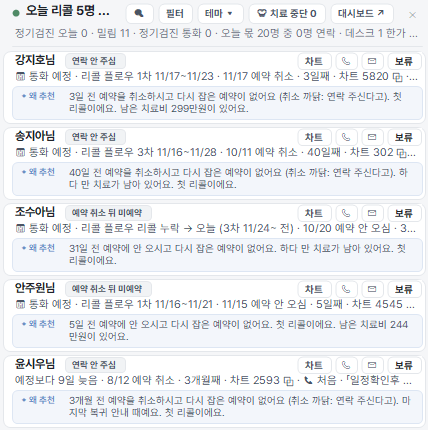 오늘 리콜 5명 ... 필터 테마 치료 중단 0 대시보드 ↗ ×
정기검진 오늘 0 · 밀림 11 · 정기검진 통화 0 · 오늘 몫 20명 중 0명 연락 · 데스크 1 한가 ...
강지호님 연락 안 주심 차트 보류
통화 예정 · 리콜 플로우 1차 11/17~11/23 · 11/17 예약 취소 · 3일째 · 차트 5820 ...
왜 추천 3일 전 예약을 취소하시고 다시 잡은 예약이 없어요 (취소 까닭: 연락 주신다고). 첫
리콜이에요. 남은 치료비 299만원이 있어요.
송지아님 연락 안 주심 차트 보류
통화 예정 · 리콜 플로우 3차 11/16~11/28 · 10/11 예약 취소 · 40일째 · 차트 302 ...
왜 추천 40일 전 예약을 취소하시고 다시 잡은 예약이 없어요 (취소 까닭: 연락 주신다고). 하
다 만 치료가 남아 있어요. 첫 리콜이에요.
조수아님 예약 취소 뒤 미예약 차트 보류
통화 예정 · 리콜 플로우 리콜 누락 → 오늘 (3차 11/24~ 전) · 10/20 예약 안 오심 · 3...
왜 추천 31일 전 예약에 안 오시고 다시 잡은 예약이 없어요. 하다 만 치료가 남아 있어요. 첫
리콜이에요.
안주원님 예약 취소 뒤 미예약 차트 보류
통화 예정 · 리콜 플로우 1차 11/16~11/21 · 11/15 예약 안 오심 · 5일째 · 차트 4545 ...
왜 추천 5일 전 예약에 안 오시고 다시 잡은 예약이 없어요. 첫 리콜이에요. 남은 치료비 244
만원이 있어요.
윤시우님 연락 안 주심 차트 보류
예정보다 9일 늦음 · 8/12 예약 취소 · 3개월째 · 차트 2593 · 처음 · 「일정확인후 ...
왜 추천 3개월 전 예약을 취소하시고 다시 잡은 예약이 없어요 (취소 까닭: 연락 주신다고). 마
지막 복귀 안내 때예요. 첫 리콜이에요.